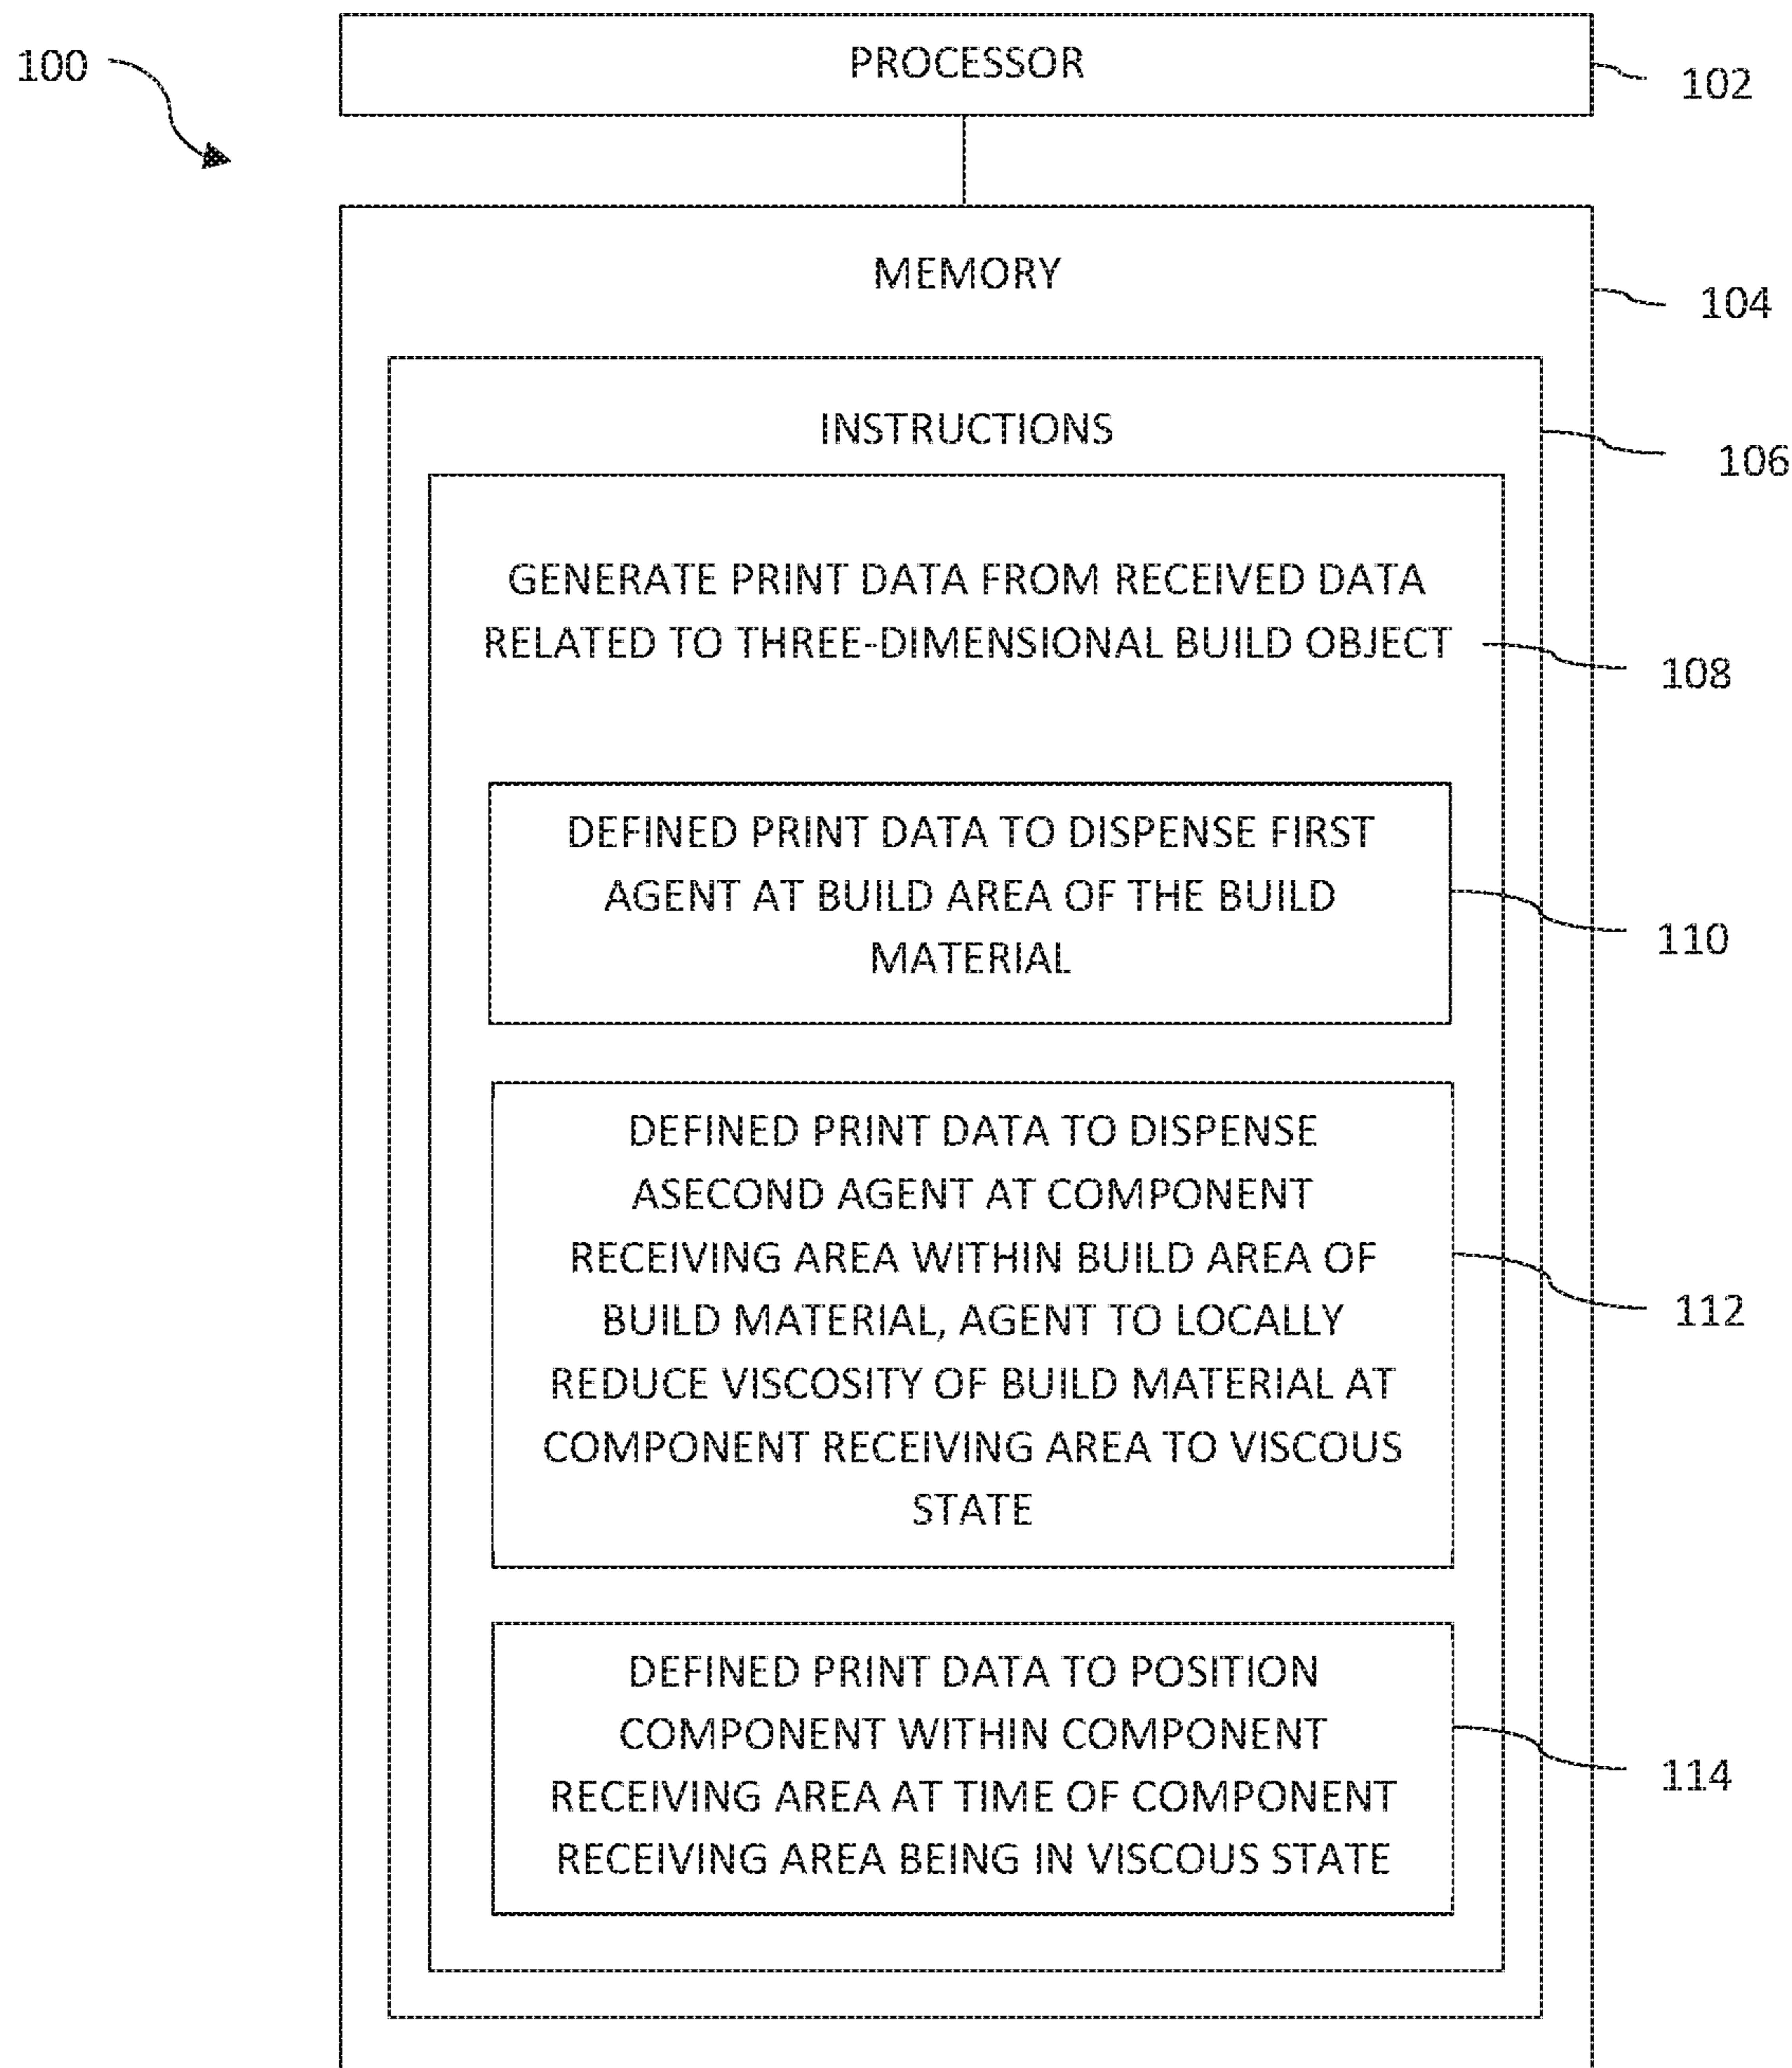 100
PROCESSOR
102
MEMORY
104
INSTRUCTIONS
106
GENERATE PRINT DATA FROM RECEIVED DATA
RELATED TO THREE-DIMENSIONAL BUILD OBJECT
108
DEFINED PRINT DATA TO DISPENSE FIRST
AGENT AT BUILD AREA OF THE BUILD
MATERIAL
110
DEFINED PRINT DATA TO DISPENSE
ASECOND AGENT AT COMPONENT
RECEIVING AREA WITHIN BUILD AREA OF
BUILD MATERIAL, AGENT TO LOCALLY
REDUCE VISCOSITY OF BUILD MATERIAL AT
COMPONENT RECEIVING AREA TO VISCOUS
STATE
112
DEFINED PRINT DATA TO POSITION
COMPONENT WITHIN COMPONENT
RECEIVING AREA AT TIME OF COMPONENT
RECEIVING AREA BEING IN VISCOUS STATE
114